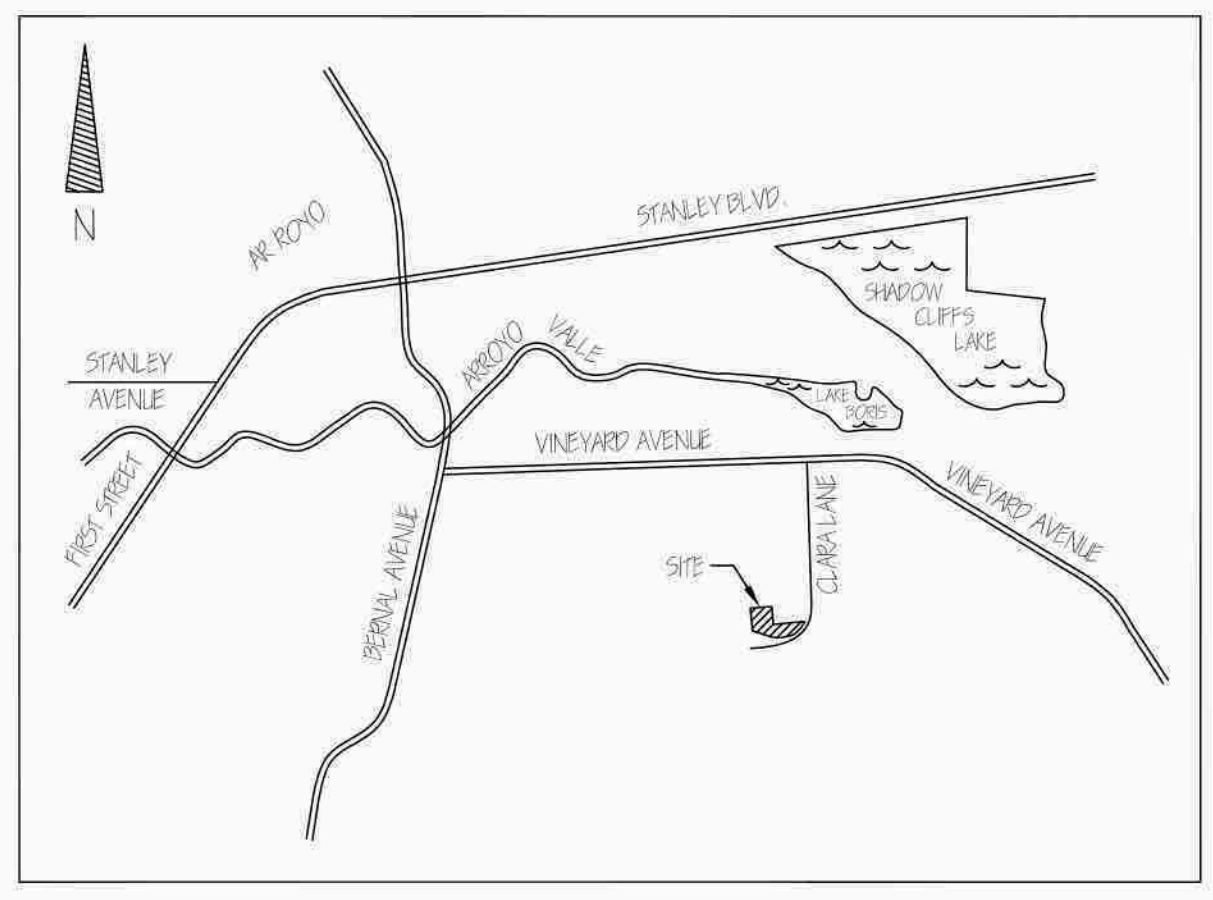 N
AR ROYO
STANLEY BLVD.
SHADOW
CLIFFS
LAKE
STANLEY
AVENUE
ARROYO
VALLE
LAKE
BORIS
VINEYARD AVENUE
VINEYARD AVENUE
FIRST STREET
BERNAL AVENUE
CLARA LANE
SITE